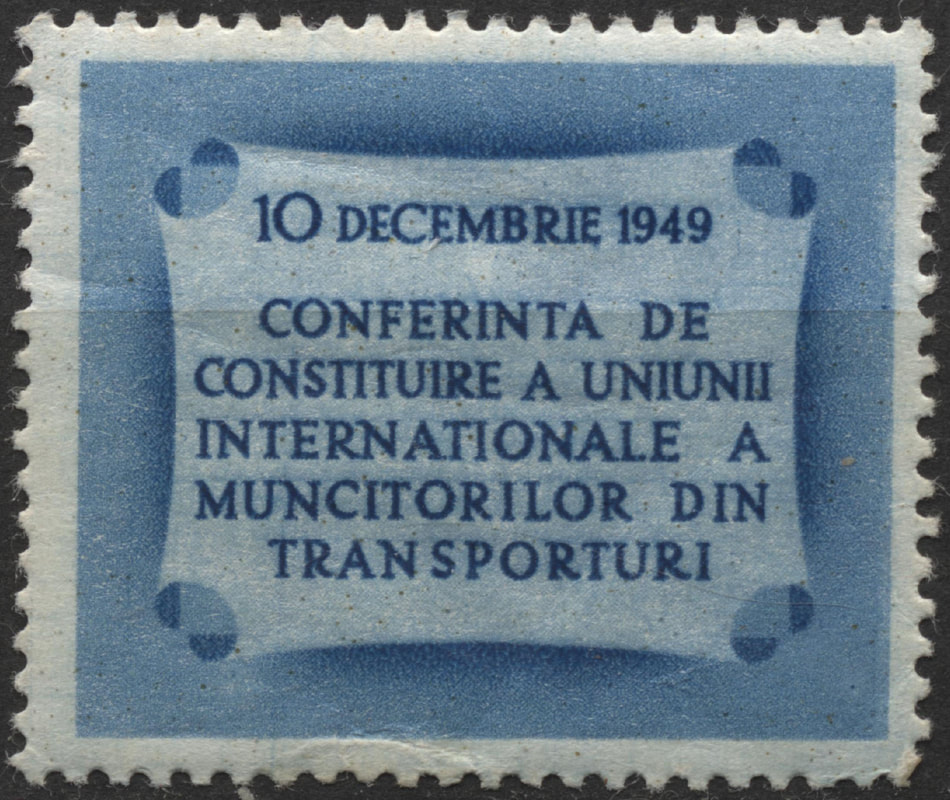 10 DECEMBRIE 1949
CONFERINTA DE
CONSTITUIRE A UNIUNII
INTERNATIONALE A
MUNCITORILOR DIN
TRANSPORTURI